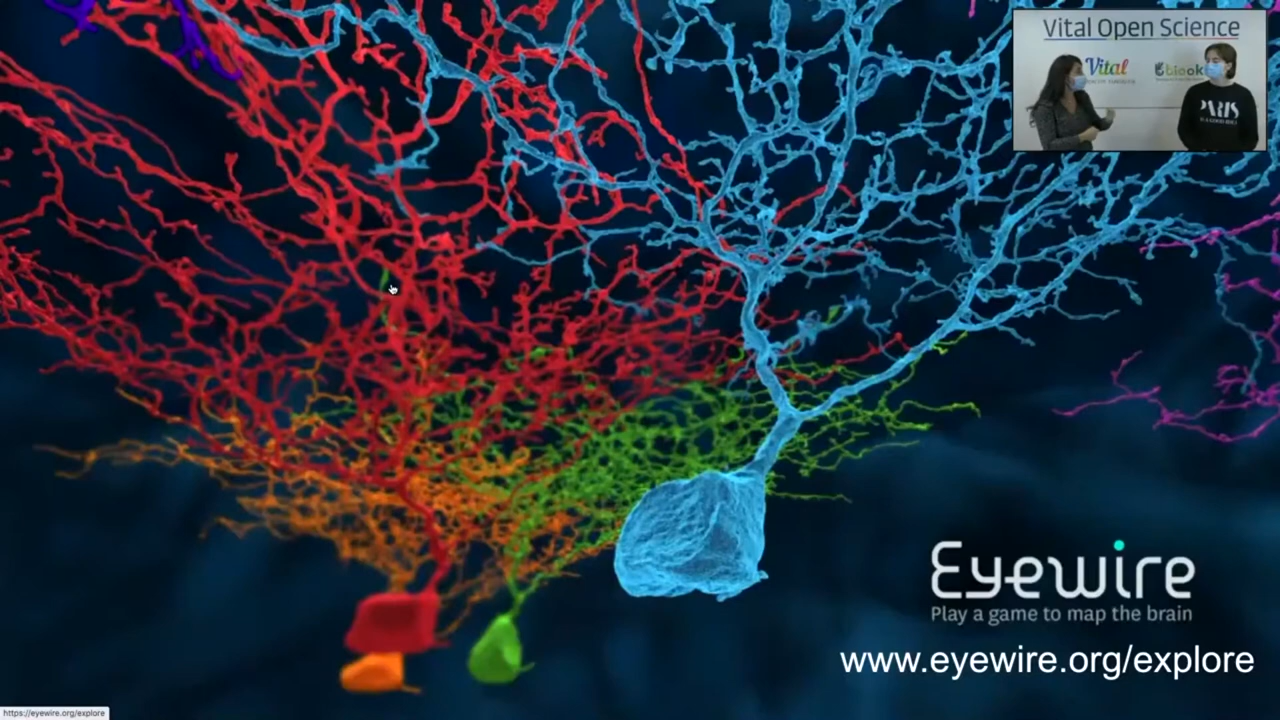 Vital Open Science
Vital
PARIS
Eyewire
Play a game to map the brain
www.eyewire.org/explore
https://eyewire.org/explore